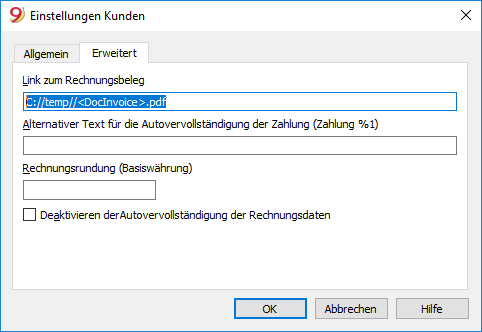 9 Einstellungen Kunden
Allgemein Erweitert
Link zum Rechnungsbeleg
C://temp//<DocInvoice>.pdf
Alternativer Text für die Autovervollständigung der Zahlung (Zahlung %1)
Rechnungsrundung (Basiswährung)
Deaktivieren derAutovervollständigung der Rechnungsdaten
OK Abbrechen Hilfe